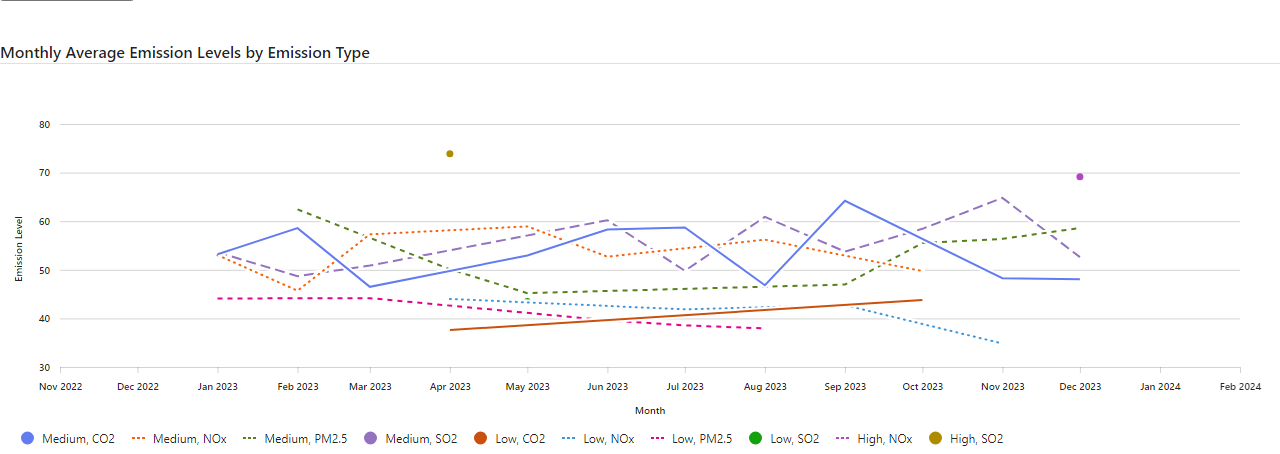 Monthly Average Emission Levels by Emission Type
80
70
60
50
40
30
Emission Level
Nov 2022 Dec 2022 Jan 2023 Feb 2023 Mar 2023 Apr 2023 May 2023 Jun 2023 Jul 2023 Aug 2023 Sep 2023 Oct 2023 Nov 2023 Dec 2023 Jan 2024 Feb 2024
Month
Medium, CO2 Medium, NOx Medium, PM2.5 Medium, SO2 Low, CO2 Low, NOx Low, PM2.5 Low, SO2 High, NOx High, SO2